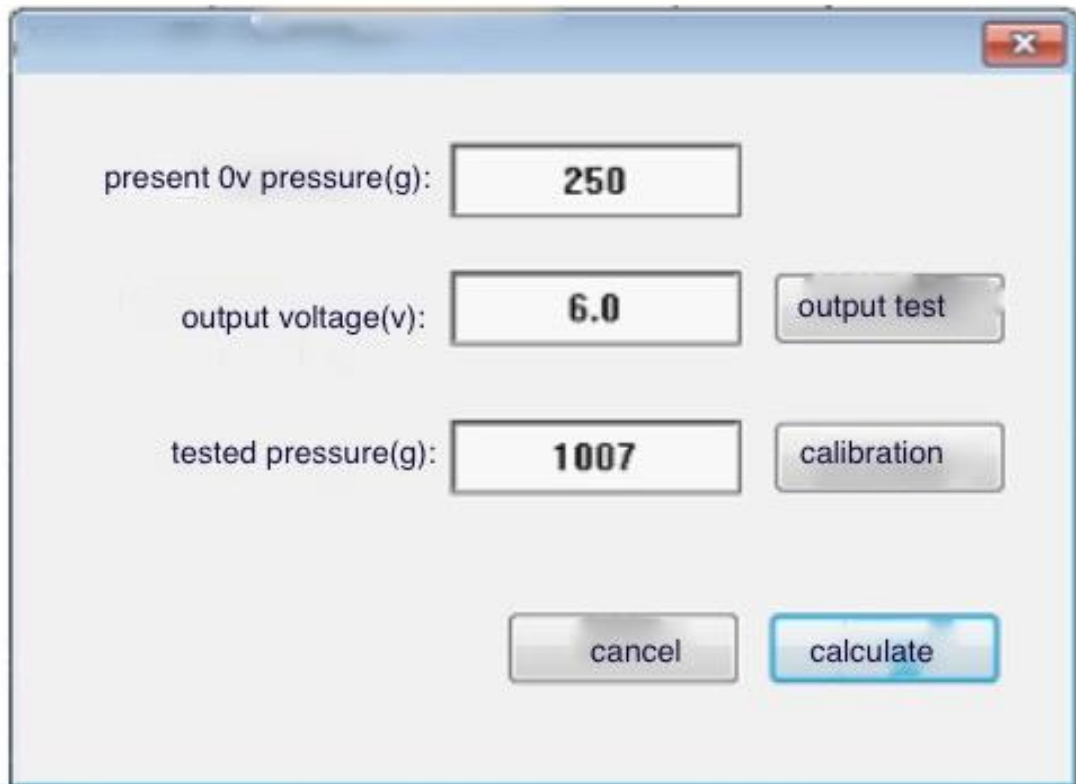 present 0v pressure(g): 250
output voltage(v): 6.0 output test
tested pressure(g): 1007 calibration
cancel calculate